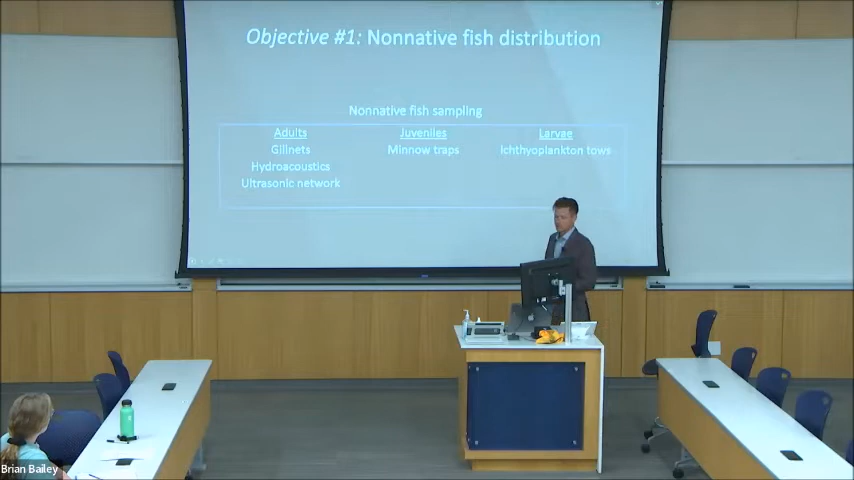 Objective #1: Nonnative fish distribution
Nonnative fish sampling
Adults
Gillnets
Hydroacoustics
Ultrasonic network
Juveniles
Minnow traps
Larvae
Ichthyoplankton tows
Brian Bailey